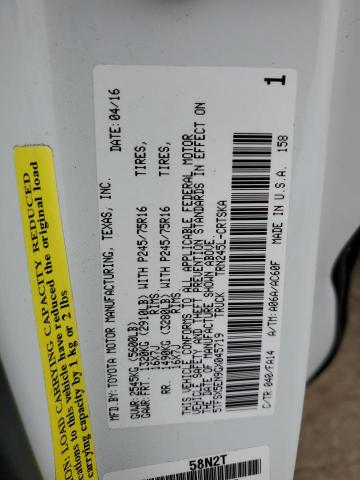 MFD BY: TOYOTA MOTOR MANUFACTURING, TEXAS, INC.
04/16
GVWR: 2545KG (5600LB)
GAWR: FRT. 1320KG (2910LB) WITH P245/75R16 TIRES,
16X7J RIMS
RR. 1490KG (3280LB) WITH P245/75R16 TIRES,
16X7J RIMS
THIS VEHICLE CONFORMS TO ALL APPLICABLE FEDERAL MOTOR
VEHICLE SAFETY AND THEFT PREVENTION STANDARDS IN EFFECT ON
THE DATE OF MANUFACTURE SHOWN ABOVE.
TRUCK
TRN245L-CRTSKA
C/TR: 040/FA14 A/TM: A06A/AC60F
MADE IN U.S.A. 158
1
LOAD CARRYING CAPACITY REDUCED
to this vehicle have reduced the original load
carrying capacity by more than 1 kg or 2 lbs
58N2T